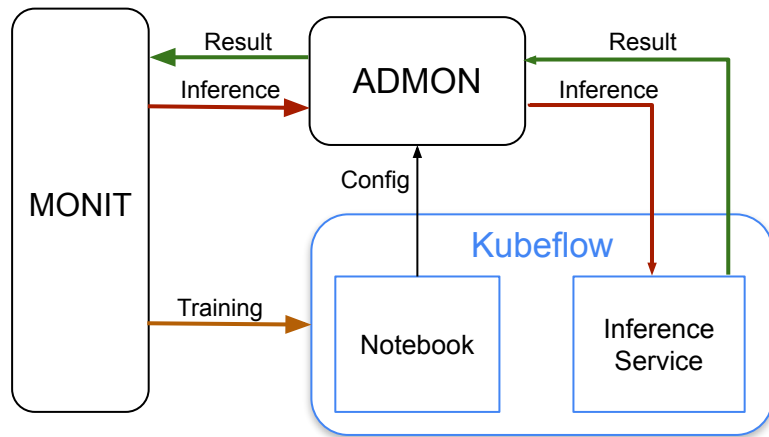 Result
Inference
ADMON
Result
Inference
MONIT
Config
Kubeflow
Training
Notebook
Inference
Service